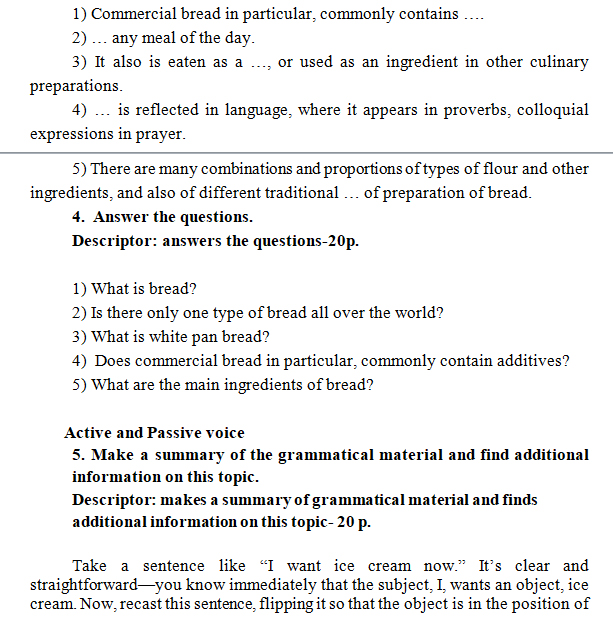 1) Commercial bread in particular, commonly contains ….
2) … any meal of the day.
3) It also is eaten as a …, or used as an ingredient in other culinary
preparations.
4) … is reflected in language, where it appears in proverbs, colloquial
expressions in prayer.
5) There are many combinations and proportions of types of flour and other
ingredients, and also of different traditional … of preparation of bread.
4. Answer the questions.
Descriptor: answers the questions-20p.
1) What is bread?
2) Is there only one type of bread all over the world?
3) What is white pan bread?
4) Does commercial bread in particular, commonly contain additives?
5) What are the main ingredients of bread?
Active and Passive voice
5. Make a summary of the grammatical material and find additional
information on this topic.
Descriptor: makes a summary of grammatical material and finds
additional information on this topic- 20 p.
Take a sentence like “I want ice cream now.” It’s clear and
straightforward—you know immediately that the subject, I, wants an object, ice
cream. Now, recast this sentence, flipping it so that the object is in the position of